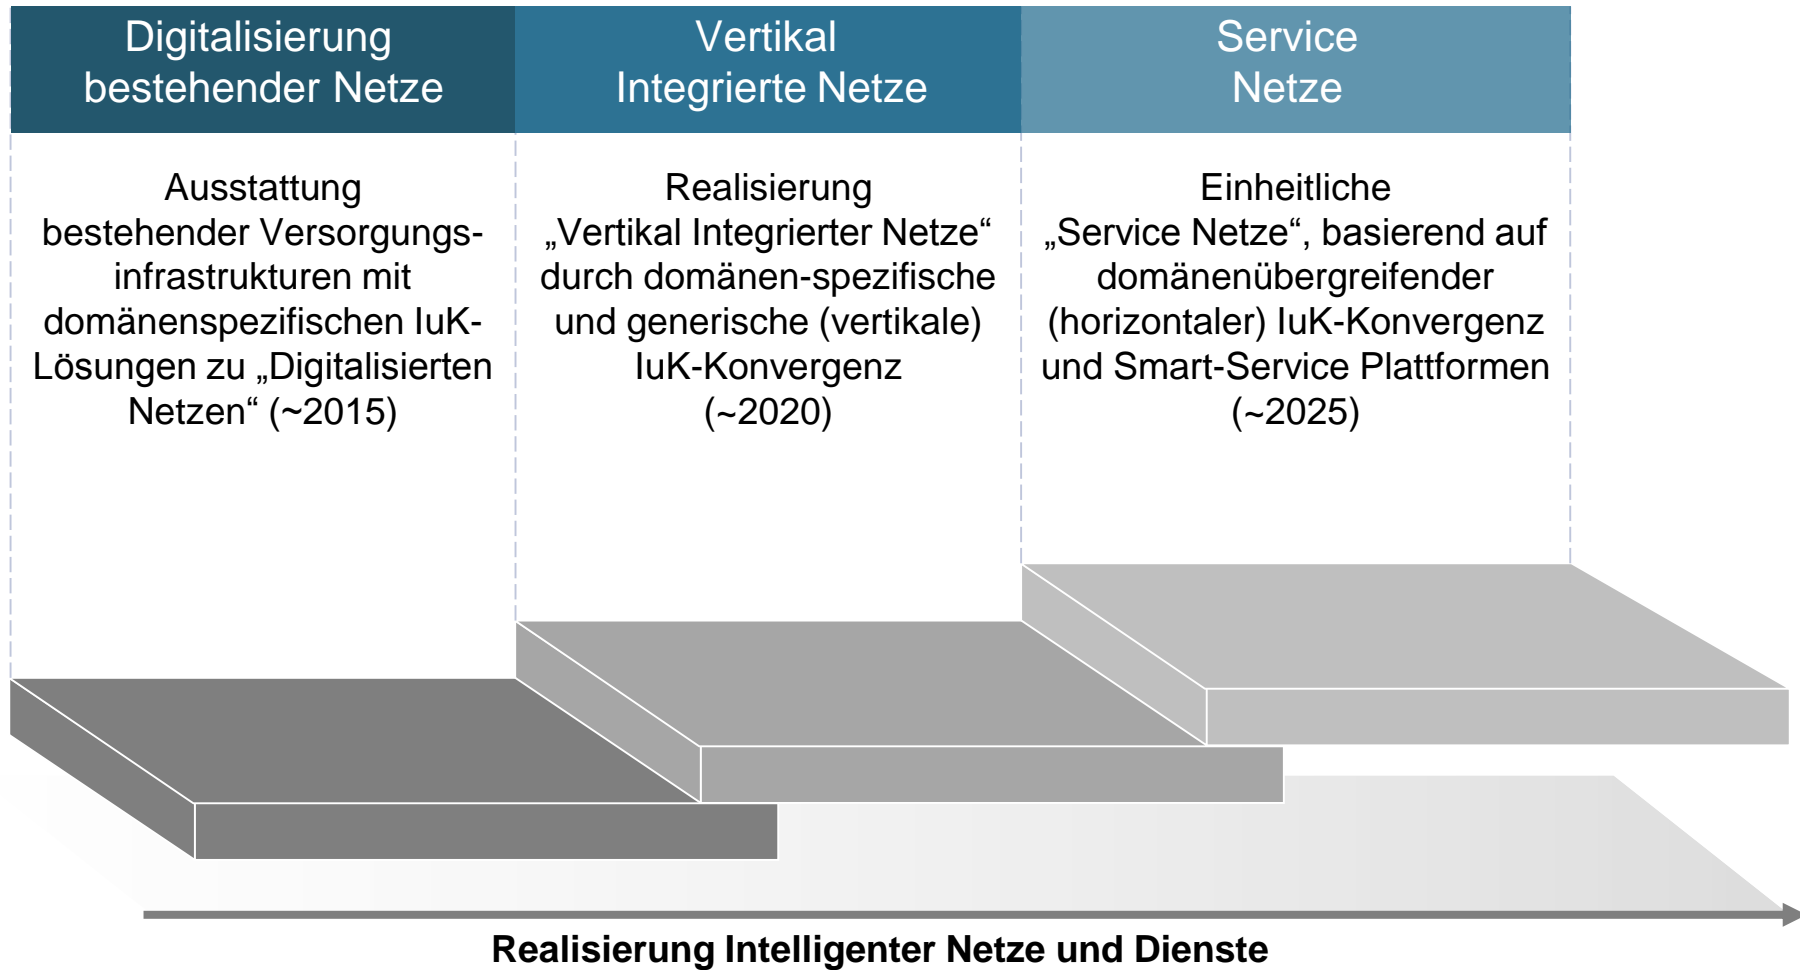 Digitalisierung
bestehender Netze
Vertikal
Integrierte Netze
Service
Netze
Ausstattung
bestehender Versorgungs-
infrastrukturen mit
domänenspezifischen IuK-
Lösungen zu „Digitalisierten
Netzen“ (~2015)
Realisierung
„Vertikal Integrierter Netze“
durch domänen-spezifische
und generische (vertikale)
IuK-Konvergenz
(~2020)
Einheitliche
„Service Netze“, basierend auf
domänenübergreifender
(horizontaler) IuK-Konvergenz
und Smart-Service Plattformen
(~2025)
Realisierung Intelligenter Netze und Dienste